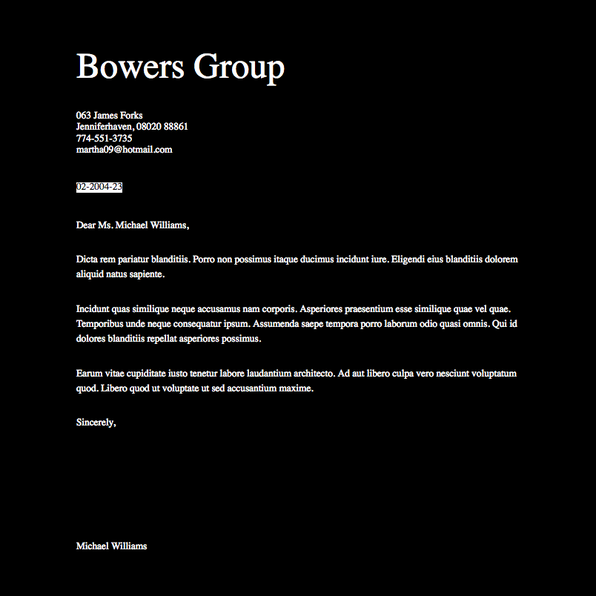 Bowers Group
063 James Forks
Jenniferhaven, 08020 88861
774-551-3735
martha09@hotmail.com
02-2004-23
Dear Ms. Michael Williams,
Dicta rem pariatur blanditiis. Porro non possimus itaque ducimus incidunt iure. Eligendi eius blanditiis dolorem
aliquid natus sapiente.
Incidunt quas similique neque accusamus nam corporis. Asperiores praesentium esse similique quae vel quae.
Temporibus unde neque consequatur ipsum. Assumenda saepe tempora porro laborum odio quasi omnis. Qui id
dolores blanditiis repellat asperiores possimus.
Earum vitae cupiditate iusto tenetur labore laudantium architecto. Ad aut libero culpa vero nesciunt voluptatum
quod. Libero quod ut voluptate ut sed accusantium maxime.
Sincerely,
Michael Williams